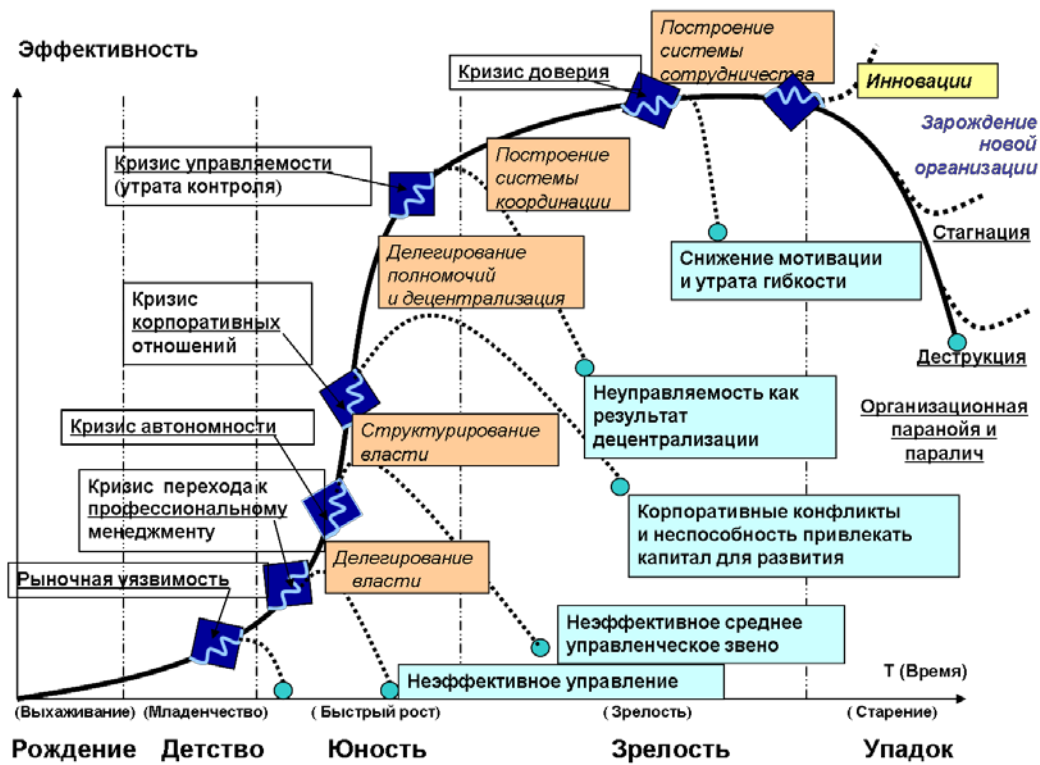 Эффективность
Построение
системы
сотрудничества
Кризис доверия
Инновации
Зарождение
новой
организации
Кризис управляемости
(утрата контроля)
Построение
системы
координации
Стагнация
Делегирование
полномочий
и децентрализация
Снижение мотивации
и утрата гибкости
Кризис
корпоративных
отношений
Деструкция
Неуправляемость как
результат
децентрализации
Организационная
паранойя и
паралич
Кризис автономности
Структурирование
власти
Кризис перехода к
профессиональному
менеджменту
Корпоративные конфликты
и неспособность привлекать
капитал для развития
Делегирование
власти
Рыночная уязвимость
Неэффективное среднее
управленческое звено
Неэффективное управление
Т (Время)
(Выхаживание) (Младенчество) ( Быстрый рост) ( Зрелость) ( Старение)
Рождение Детство Юность Зрелость Упадок